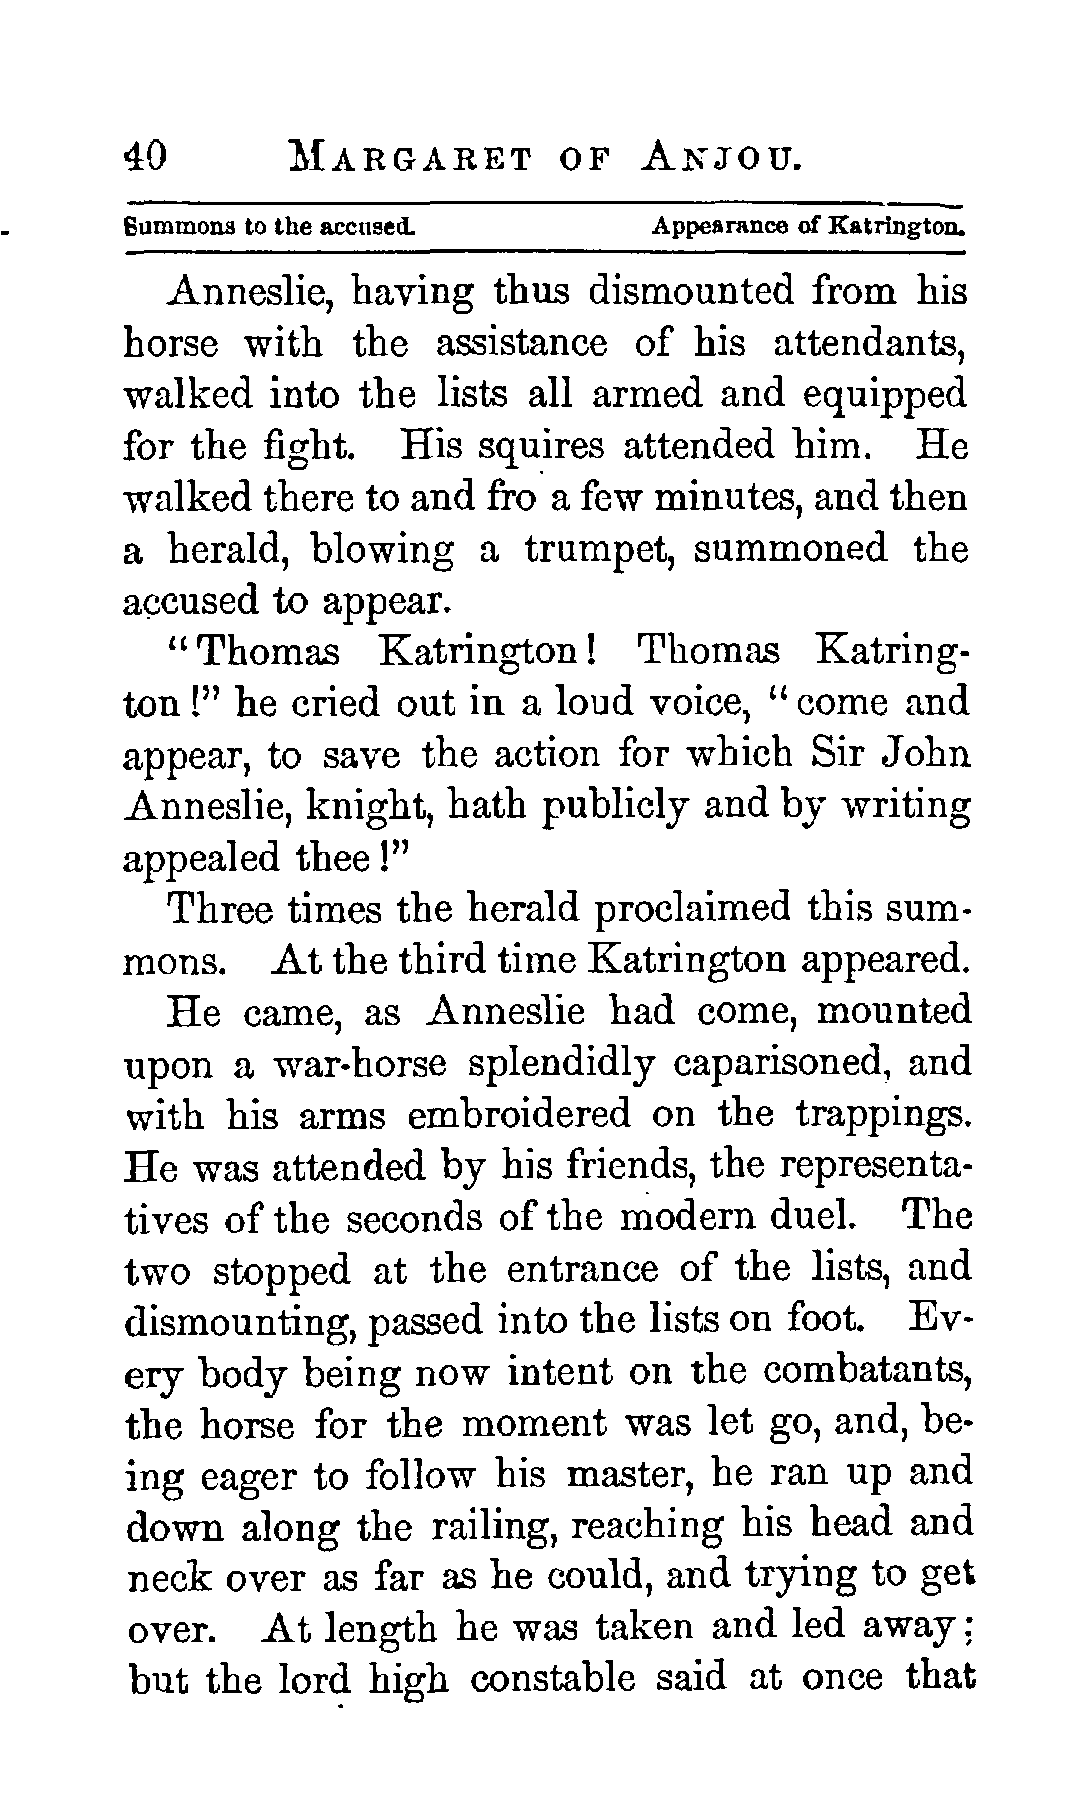 40 MARGARET OF ANJOU.
Summons to the accused. Appearance of Katrington.
Anneslie, having thus dismounted from his
horse with the assistance of his attendants,
walked into the lists all armed and equipped
for the fight. His squires attended him. He
walked there to and fro a few minutes, and then
a herald, blowing a trumpet, summoned the
accused to appear.
"Thomas Katrington! Thomas Katring-
ton!" he cried out in a loud voice, "come and
appear, to save the action for which Sir John
Anneslie, knight, hath publicly and by writing
appealed thee!"
Three times the herald proclaimed this sum-
mons. At the third time Katrington appeared.
He came, as Anneslie had come, mounted
upon a war-horse splendidly caparisoned, and
with his arms embroidered on the trappings.
He was attended by his friends, the representa-
tives of the seconds of the modern duel. The
two stopped at the entrance of the lists, and
dismounting, passed into the lists on foot. Ev-
ery body being now intent on the combatants,
the horse for the moment was let go, and, be-
ing eager to follow his master, he ran up and
down along the railing, reaching his head and
neck over as far as he could, and trying to get
over. At length he was taken and led away;
but the lord high constable said at once that